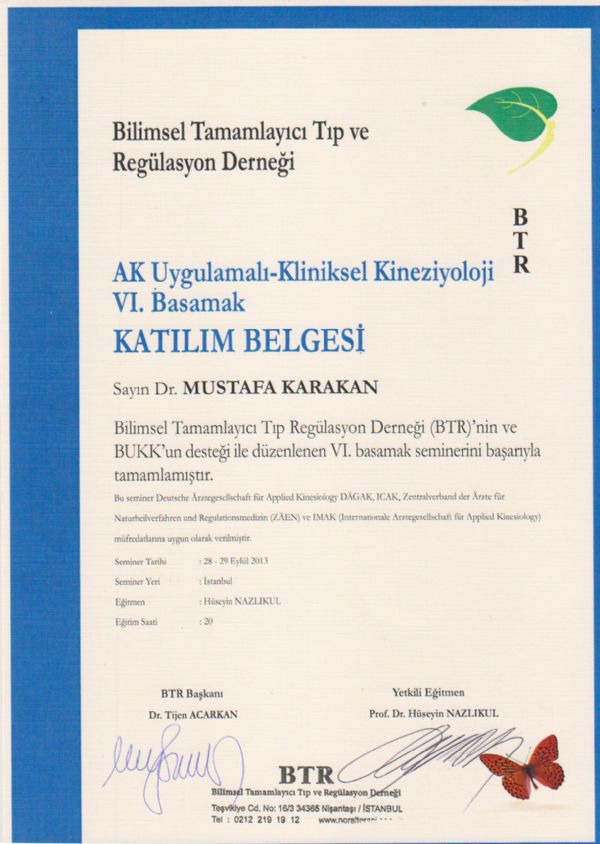 Bilimsel Tamamlayıcı Tıp ve
Regülasyon Derneği
B
T
R
AK Uygulamalı-Kliniksel Kineziyoloji
VI. Basamak
KATILIM BELGESİ
Sayın Dr. MUSTAFA KARAKAN
Bilimsel Tamamlayıcı Tıp Regülasyon Derneği (BTR)'nin ve
BUKK'un desteği ile düzenlenen VI. basamak seminerini başarıyla
tamamlamıştır.
Bu seminer Deutsche Ärztegesellschaft für Applied Kinesiology DÄGAK, ICAK, Zentralverband der Ärzte für
Naturheilverfahren und Regulationsmedizin (ZÄEN) ve IMAK (Internationale Arztegesellschaft für Applied Kinesiology)
müfredatlarına uygun olarak verilmiştir.
Seminer Tarihi : 28 - 29 Eylül 2013
Seminer Yeri : İstanbul
Eğitmen : Hüseyin NAZLIKUL
Eğitim Saati : 20
BTR Başkanı
Dr. Tijen ACARKAN
Yetkili Eğitmen
Prof. Dr. Hüseyin NAZLIKUL
BTR
Bilimsel Tamamlayıcı Tıp ve Regülasyon Derneği
Teşvikiye Cd. No: 16/3 34365 Nişantaşı / İSTANBUL
Tel : 0212 219 19 12